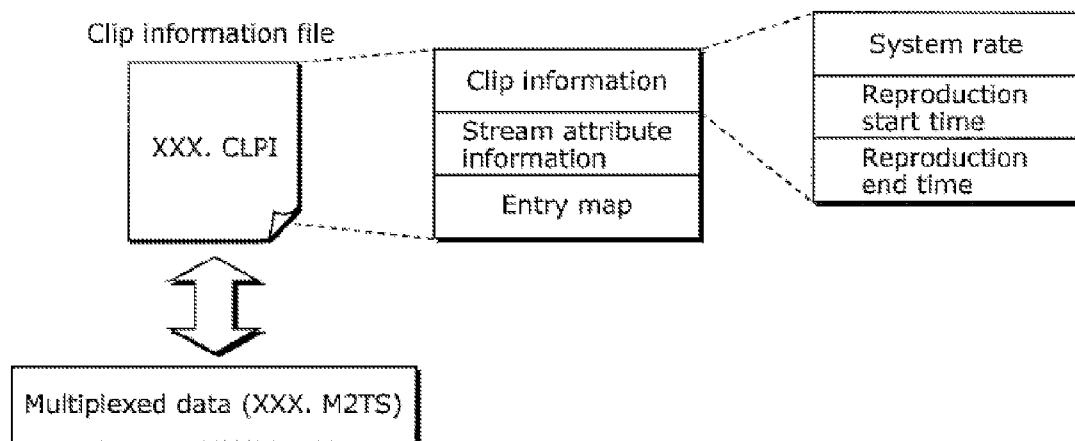 Clip information file
XXX. CLPI
Clip information
Stream attribute
information
Entry map
System rate
Reproduction
start time
Reproduction
end time
Multiplexed data (XXX. M2TS)